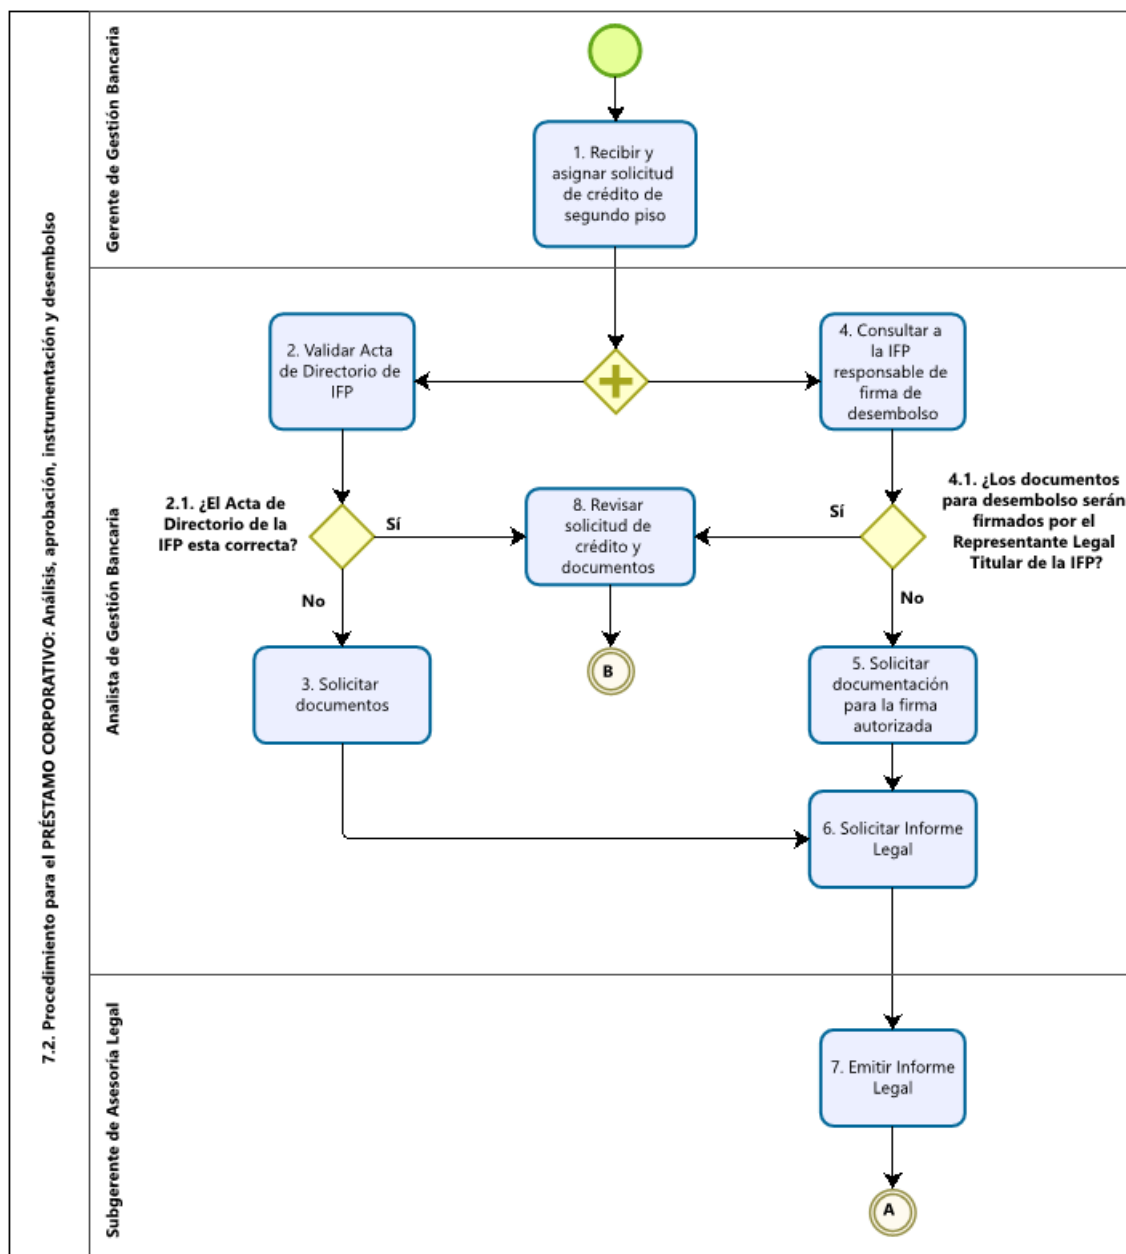 7.2. Procedimiento para el PRÉSTAMO CORPORATIVO: Análisis, aprobación, instrumentación y desembolso
Gerente de Gestión Bancaria
1. Recibir y
asignar solicitud
de crédito de
segundo piso
Analista de Gestión Bancaria
2. Validar Acta
de Directorio de
IFP
4. Consultar a
la IFP
responsable de
firma de
desembolso
2.1. ¿El Acta de
Directorio de la
IFP esta correcta?
Sí
No
8. Revisar
solicitud de
crédito y
documentos
Sí
4.1. ¿Los documentos
para desembolso serán
firmados por el
Representante Legal
Titular de la IFP?
No
3. Solicitar
documentos
B
5. Solicitar
documentación
para la firma
autorizada
6. Solicitar Informe
Legal
Subgerente de Asesoría Legal
7. Emitir Informe
Legal
A